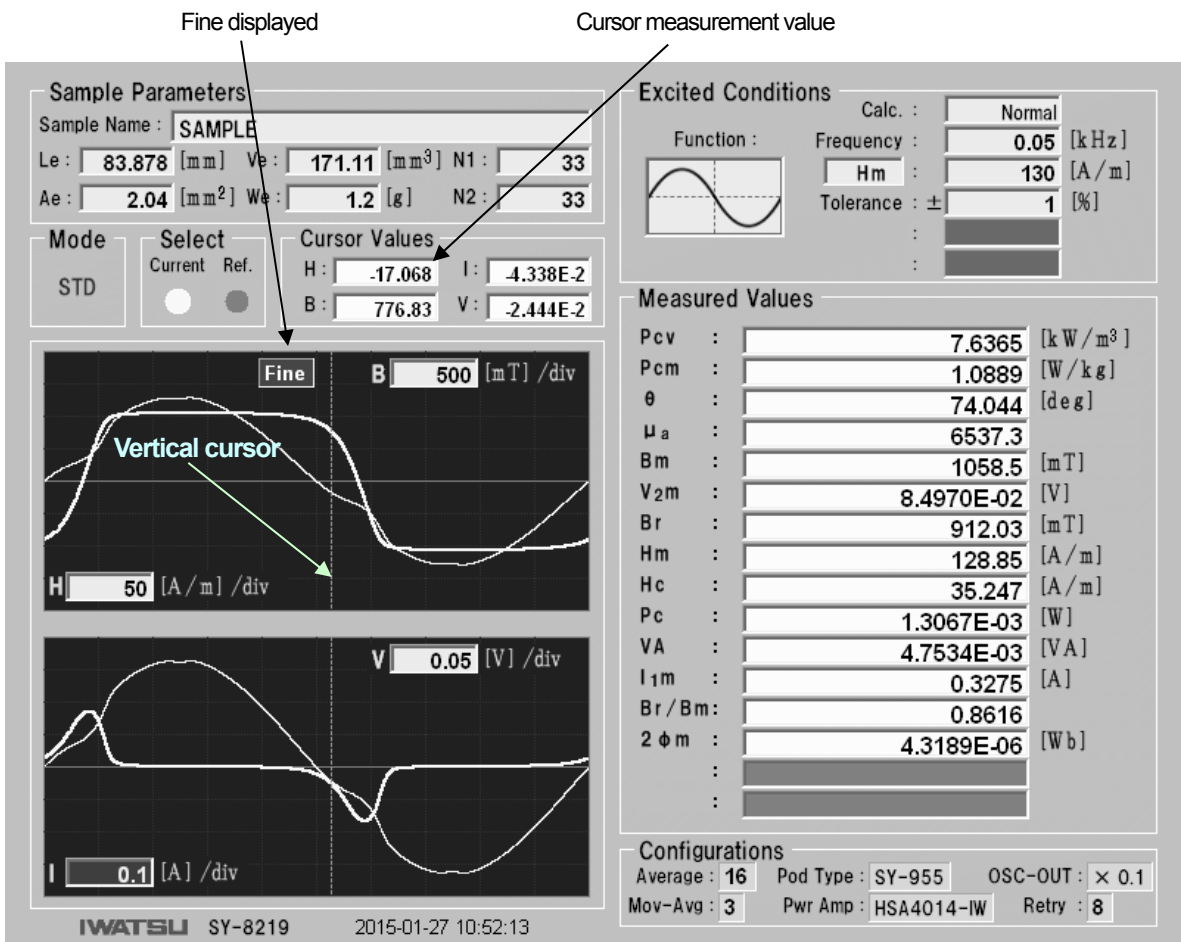 Fine displayed
Cursor measurement value
Sample Parameters
Sample Name : SAMPLE
Le : 83.878 [mm] Ve : 171.11 [mm³] N1 : 33
Ae : 2.04 [mm²] We : 1.2 [g] N2 : 33
Mode
STD
Select
Current Ref.
Cursor Values
H : -17.068 I : -4.338E-2
B : 776.83 V : -2.444E-2
Fine
B 500 [mT] /div
Vertical cursor
H 50 [A/m] /div
V 0.05 [V] /div
I 0.1 [A] /div
IWATSU SY-8219 2015-01-27 10:52:13
Excited Conditions
Function :
Calc. : Normal
Frequency : 0.05 [kHz]
Hm : 130 [A/m]
Tolerance : ± 1 [%]
:
:
Measured Values
Pcv : 7.6365 [kW/m³]
Pcm : 1.0889 [W/kg]
θ : 74.044 [deg]
μa : 6537.3
Bm : 1058.5 [mT]
V2m : 8.4970E-02 [V]
Br : 912.03 [mT]
Hm : 128.85 [A/m]
Hc : 35.247 [A/m]
Pc : 1.3067E-03 [W]
VA : 4.7534E-03 [VA]
I1m : 0.3275 [A]
Br/Bm: 0.8616
2φm : 4.3189E-06 [Wb]
:
:
Configurations
Average : 16 Pod Type : SY-955 OSC-OUT : × 0.1
Mov-Avg : 3 Pwr Amp : HSA4014-IW Retry : 8